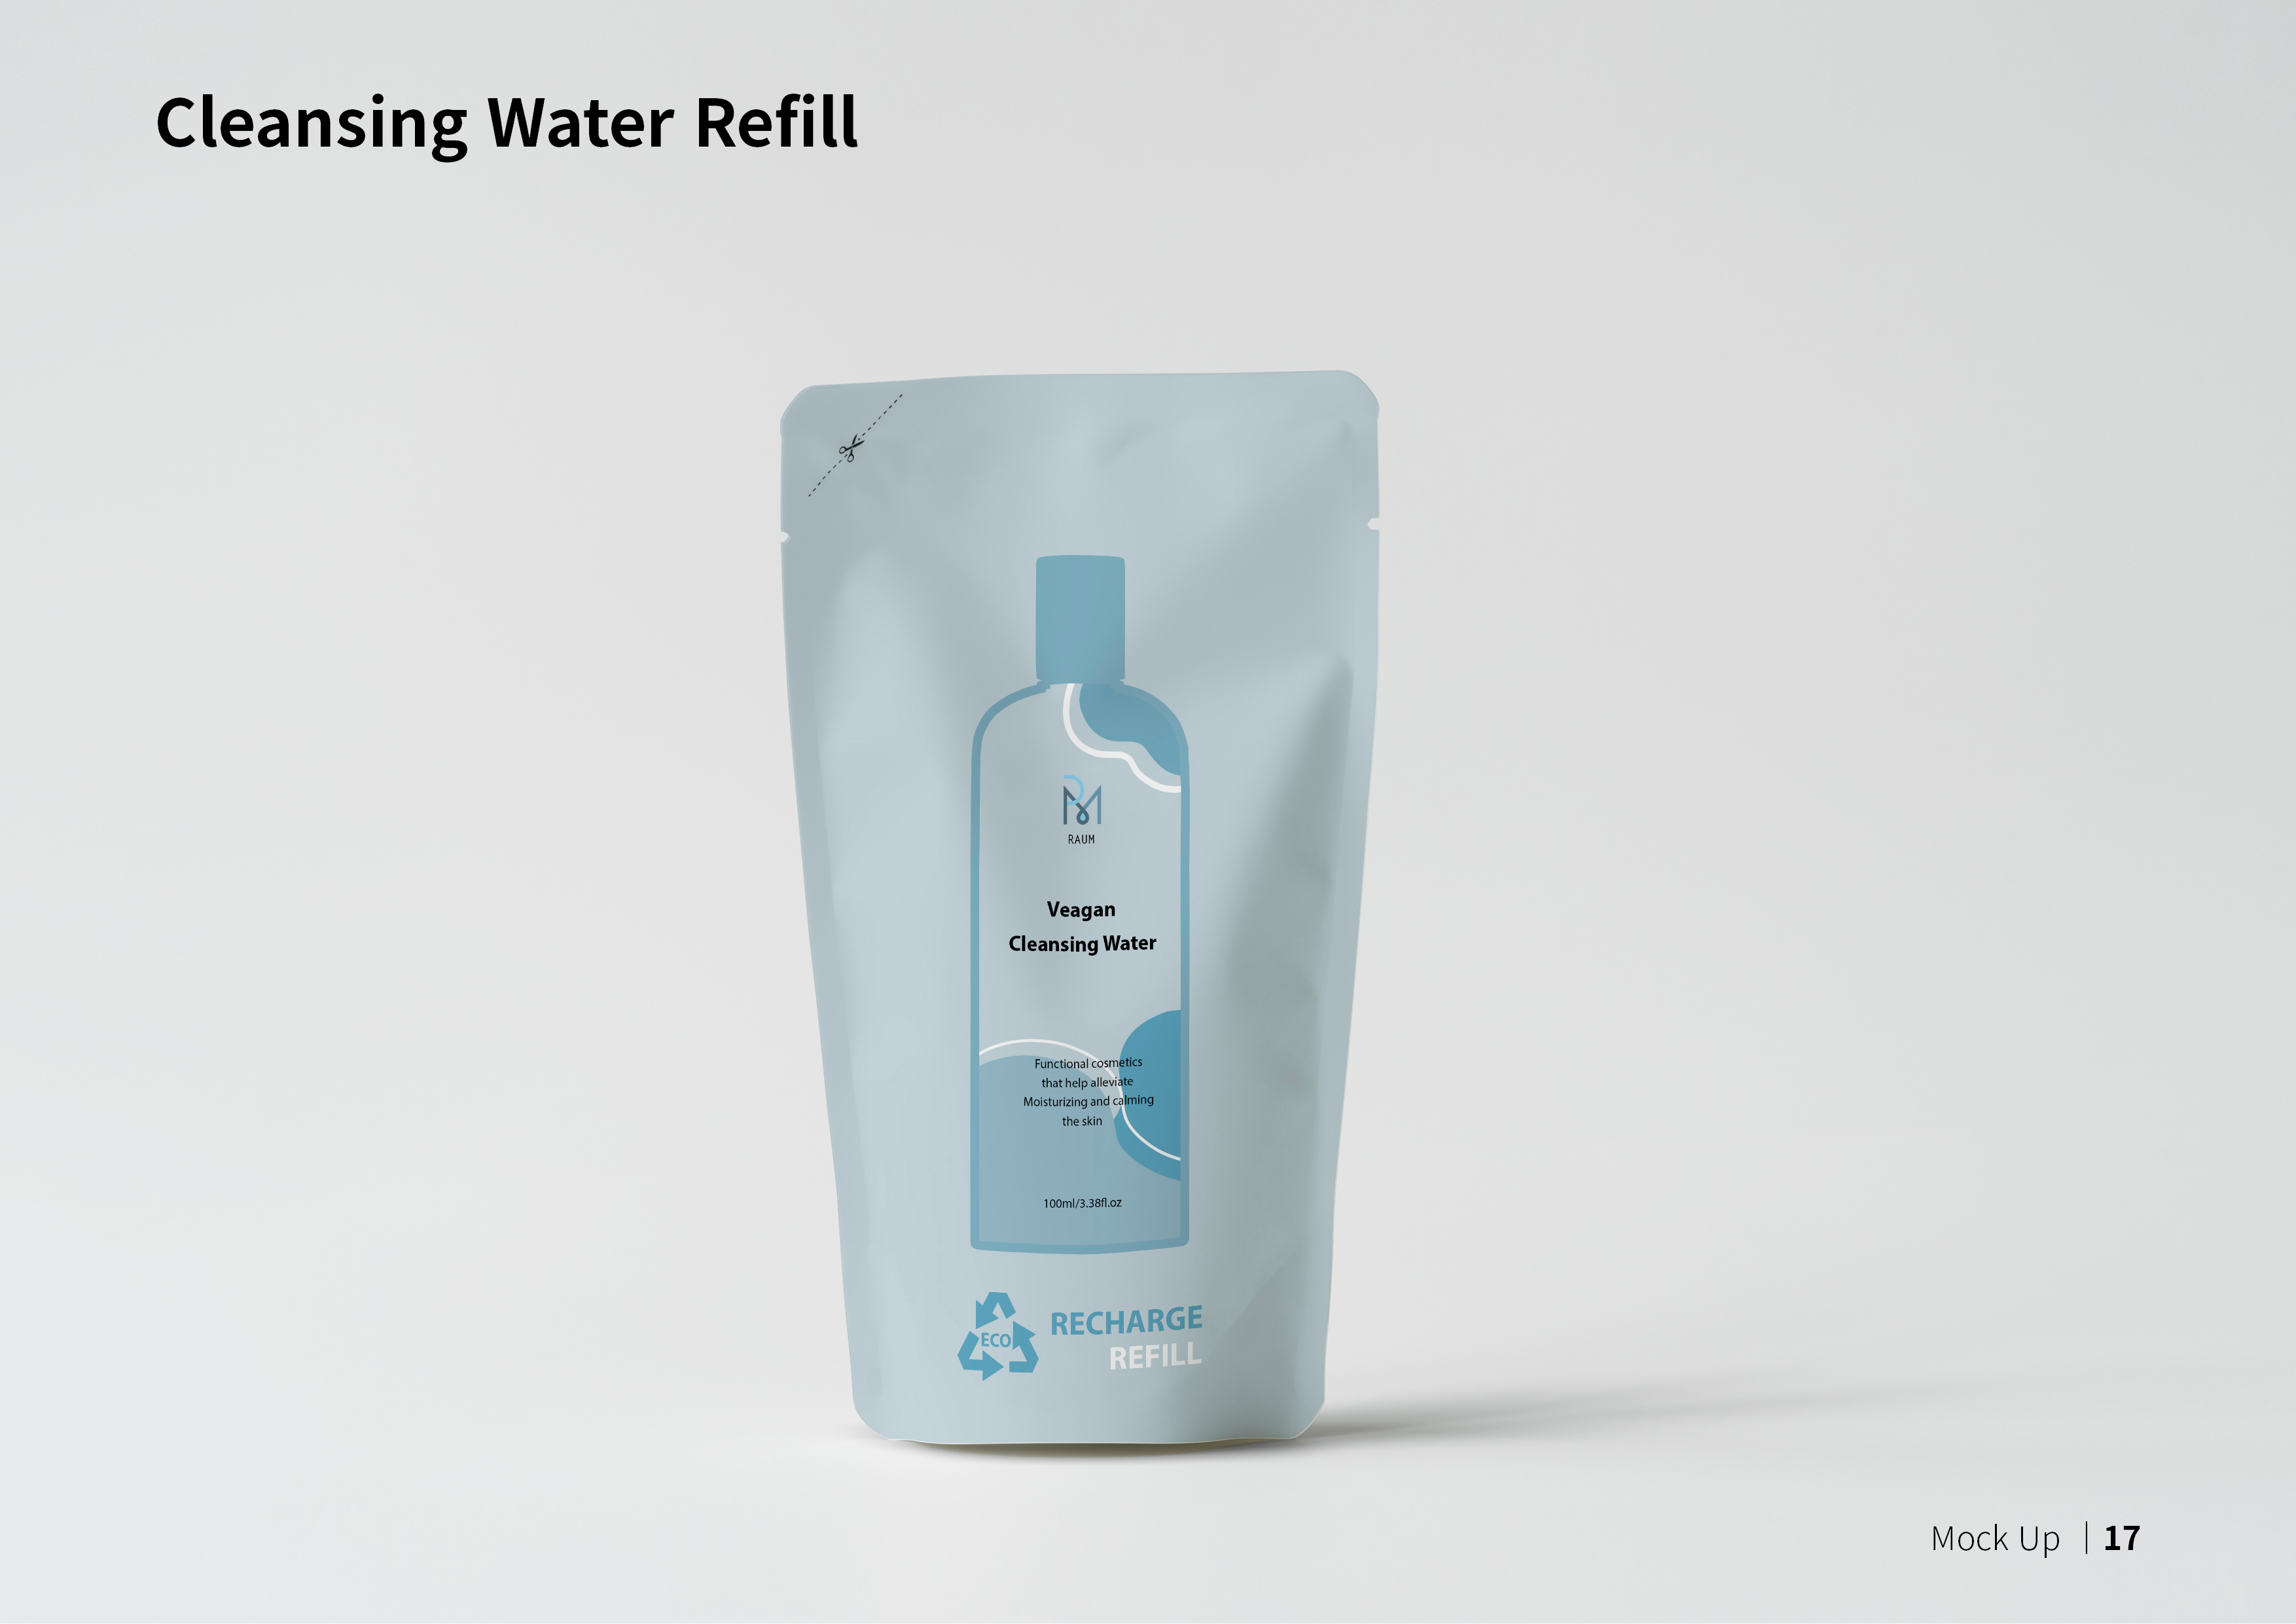 Cleansing Water Refill
RAUM
Veagan
Cleansing Water
Functional cosmetics
that help alleviate
Moisturizing and calming
the skin
100ml/3.38fl.oz
ECO
RECHARGE
REFILL
Mock Up | 17